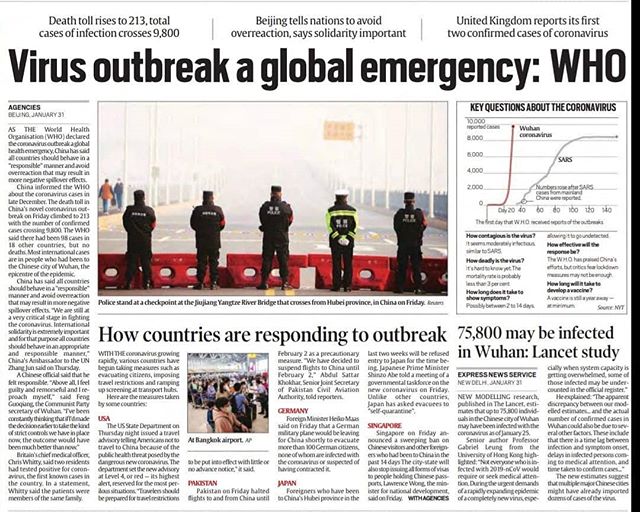 Death toll rises to 213, total
cases of infection crosses 9,800
Beijing tells nations to avoid
overreaction, says solidarity important
United Kingdom reports its first
two confirmed cases of coronavirus
Virus outbreak a global emergency: WHO
AGENCIES
BEIJING, JANUARY 31
AS THE World Health
Organisation (WHO) declared
the coronavirus outbreak a global
health emergency, China has said
all countries should behave in a
"responsible" manner and avoid
overreaction that may result in
more negative spillover effects.
China informed the WHO
about the coronavirus cases in
late December. The death toll in
China's novel coronavirus out-
break on Friday climbed to 213
with the number of confirmed
cases crossing 9,800. The WHO
said there had been 98 cases in
18 other countries, but no
deaths. Most international cases
are in people who had been to
the Chinese city of Wuhan, the
epicentre of the epidemic.
China has said all countries
should behave in a "responsible"
manner and avoid overreaction
that may result in more negative
spillover effects. "We are still at
a very critical stage in fighting
the coronavirus. International
solidarity is extremely important
and for that purpose all countries
should behave in an appropriate
and responsible manner,"
China's Ambassador to the UN
Zhang Jun said on Thursday.
A Chinese official said that he
felt responsible. "Above all, I feel
guilty and remorseful and I re-
proach myself," said Feng
Guoqiang, the Communist Party
secretary of Wuhan. "I've been
constantly thinking that if I'd made
the decision earlier to take the kind
of strict controls we have in place
now, the outcome would have
been much better."
Britain's chief medical officer,
Chris Whitty, said two residents
had tested positive for corona-
virus, the first known cases in
the country. In a statement,
Whitty said the patients were
members of the same family.
POLICE
Police stand at a checkpoint at the Jiujiang Yangtze River Bridge that crosses from Hubei province, in China on Friday. Reuters
KEY QUESTIONS ABOUT THE CORONAVIRUS
10,000
reported cases
8,000
6,000
4,000
2,000
0
Wuhan
coronavirus
SARS
Numbers rose after SARS
cases from mainland
China were reported.
Day 20 40 60 80 100 120 140
The first day that W.H.O. received reports of the outbreaks
How contagious is the virus?
It seems moderately infectious,
similar to SARS.
How deadly is the virus?
It's hard to know yet. The
mortality rate is probably
less than 3 per cent
How long does it take to
show symptoms?
Possibly between 2 to 14 days,
allowing it to go undetected.
How effective will the
response be?
The W.H.O. has praised China's
efforts, but critics fear lockdown
measures may not be enough.
How long will it take to
develop a vaccine?
A vaccine is still a year away —
at minimum. Source: NYT
How countries are responding to outbreak
WITH THE coronavirus growing
rapidly, various countries have
begun taking measures such as
evacuating citizens, imposing
travel restrictions and ramping
up screening at transport hubs.
Here are the measures taken
by some countries:
USA
The US State Department on
Thursday night issued a travel
advisory telling Americans not to
travel to China because of the
public health threat posed by the
dangerous new coronavirus. The
department set the new advisory
at Level 4, or red — its highest
alert, reserved for the most per-
ilous situations. "Travelers should
be prepared for travel restrictions
At Bangkok airport. AP
to be put into effect with little or
no advance notice," it said.
PAKISTAN
Pakistan on Friday halted
flights to and from China until
February 2 as a precautionary
measure. "We have decided to
suspend flights to China until
February 2," Abdul Sattar
Khokhar, Senior Joint Secretary
of Pakistan Civil Aviation
Authority, told reporters.
GERMANY
Foreign Minister Heiko Maas
said on Friday that a German
military plane would be leaving
for China shortly to evacuate
more than 100 German citizens,
none of whom are infected with
the coronavirus or suspected of
having contracted it.
JAPAN
Foreigners who have been
to China's Hubei province in the
last two weeks will be refused
entry to Japan for the time be-
ing, Japanese Prime Minister
Shinzo Abe told a meeting of a
governmental taskforce on the
new coronavirus on Friday.
Unlike other countries,
Japan has asked evacuees to
"self-quarantine".
SINGAPORE
Singapore on Friday an-
nounced a sweeping ban on
Chinese visitors and other foreign-
ers who had been to China in the
past 14 days The city-state will
also stop issuing all forms of visas
to people holding Chinese pass-
ports, Lawrence Wong, the min-
ister for national development,
said on Friday. WITH AGENCIES
75,800 may be infected
in Wuhan: Lancet study
EXPRESS NEWS SERVICE
NEW DELHI, JANUARY 31
NEW MODELLING research,
published in The Lancet, esti-
mates that up to 75,800 individ-
uals in the Chinese city of Wuhan
may have been infected with the
coronavirus as of January 25.
Senior author Professor
Gabriel Leung from the
University of Hong Kong high-
lighted: "Not everyone who is in-
fected with 2019-nCoV would
require or seek medical atten-
tion. During the urgent demands
of a rapidly expanding epidemic
of a completely new virus, espe-
cially when system capacity is
getting overwhelmed, some of
those infected may be under-
counted in the official register."
He explained: "The apparent
discrepancy between our mod-
elled estimates... and the actual
number of confirmed cases in
Wuhan could also be due to sev-
eral other factors. These include
that there is a time lag between
infection and symptom onset,
delays in infected persons com-
ing to medical attention, and
time taken to confirm cases..."
The new estimates suggest
that multiple major Chinese cities
might have already imported
dozens of cases of the virus.